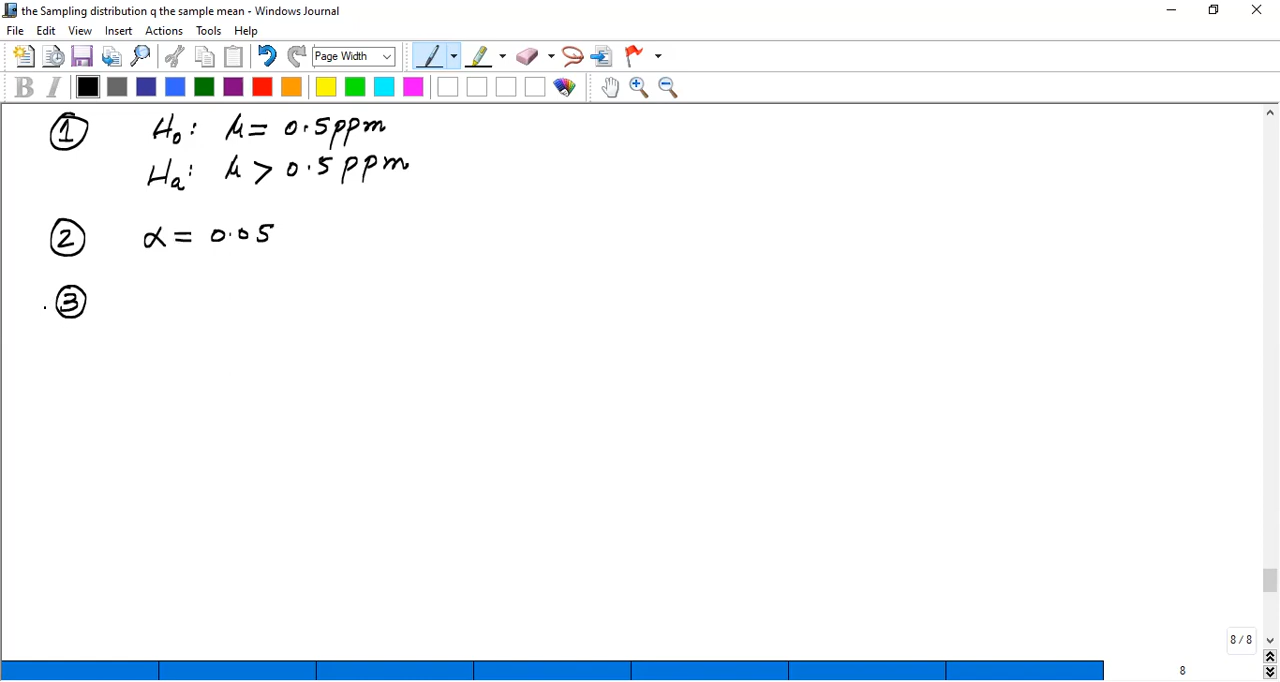 the Sampling distribution q the sample mean - Windows Journal
File Edit View Insert Actions Tools Help
Page Width
B I
① H₀: μ = 0.5ppm
Hₐ: μ > 0.5 ppm
② α = 0.05
③
8 / 8
8